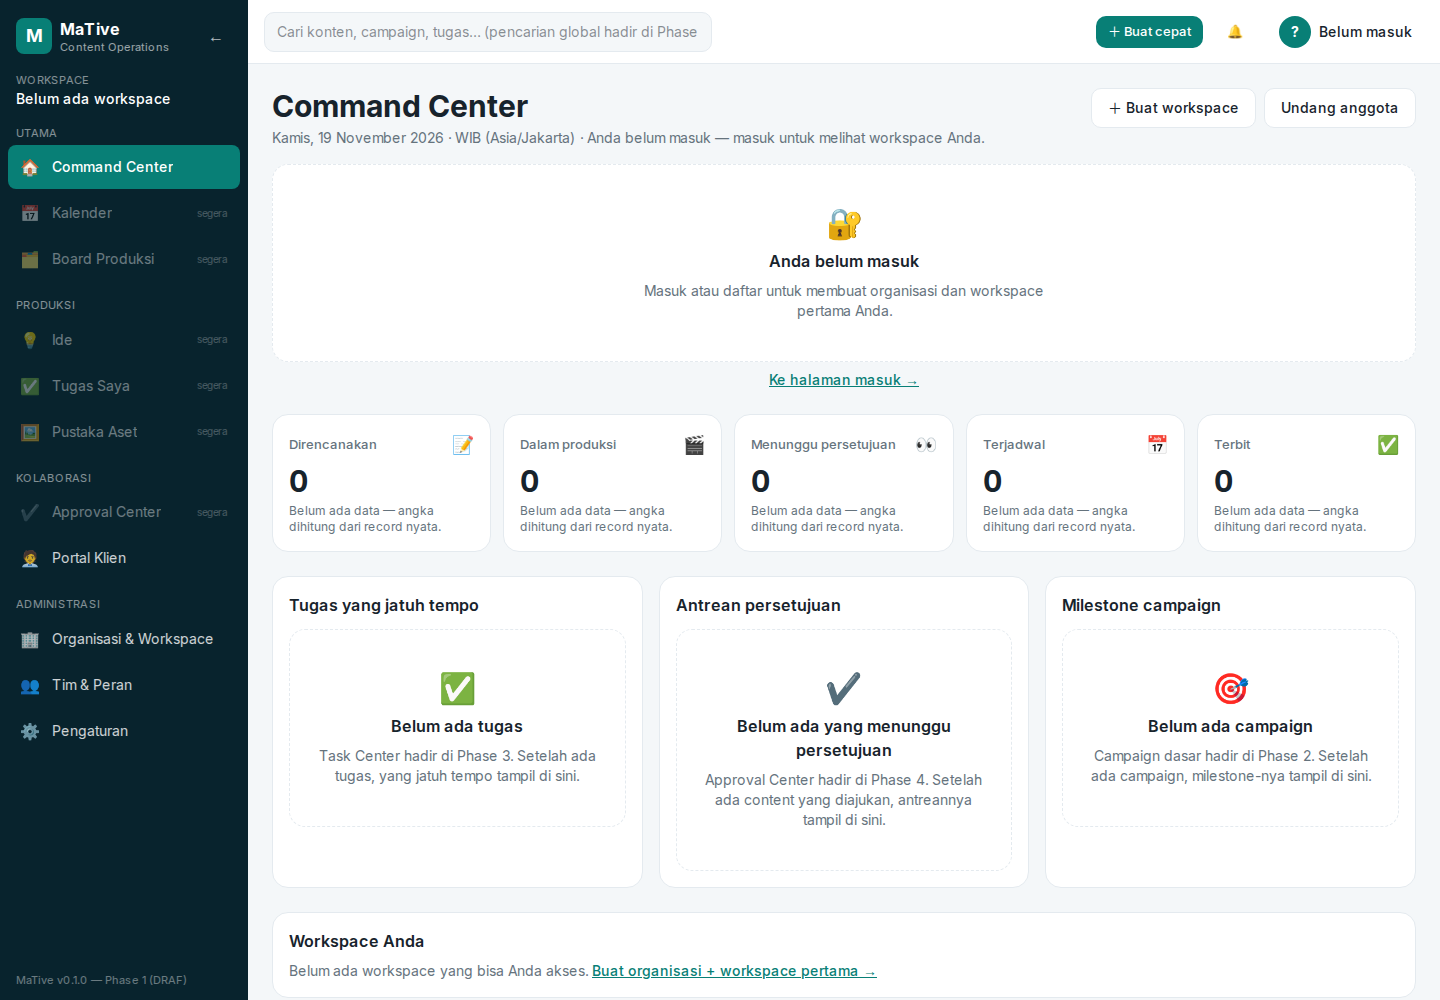 M
MaTive
Content Operations
←
WORKSPACE
Belum ada workspace
UTAMA
Command Center
Kalender
segera
Board Produksi
segera
PRODUKSI
Ide
segera
Tugas Saya
segera
Pustaka Aset
segera
KOLABORASI
Approval Center
segera
Portal Klien
ADMINISTRASI
Organisasi & Workspace
Tim & Peran
Pengaturan
MaTive v0.1.0 — Phase 1 (DRAF)
Cari konten, campaign, tugas… (pencarian global hadir di Phase
+ Buat cepat
?
Belum masuk
Command Center
Kamis, 19 November 2026 · WIB (Asia/Jakarta) · Anda belum masuk — masuk untuk melihat workspace Anda.
+ Buat workspace
Undang anggota
Anda belum masuk
Masuk atau daftar untuk membuat organisasi dan workspace
pertama Anda.
Ke halaman masuk →
Direncanakan
0
Belum ada data — angka
dihitung dari record nyata.
Dalam produksi
0
Belum ada data — angka
dihitung dari record nyata.
Menunggu persetujuan
0
Belum ada data — angka
dihitung dari record nyata.
Terjadwal
0
Belum ada data — angka
dihitung dari record nyata.
Terbit
0
Belum ada data — angka
dihitung dari record nyata.
Tugas yang jatuh tempo
Belum ada tugas
Task Center hadir di Phase 3. Setelah ada
tugas, yang jatuh tempo tampil di sini.
Antrean persetujuan
Belum ada yang menunggu
persetujuan
Approval Center hadir di Phase 4. Setelah
ada content yang diajukan, antreannya
tampil di sini.
Milestone campaign
Belum ada campaign
Campaign dasar hadir di Phase 2. Setelah
ada campaign, milestone-nya tampil di sini.
Workspace Anda
Belum ada workspace yang bisa Anda akses. Buat organisasi + workspace pertama →